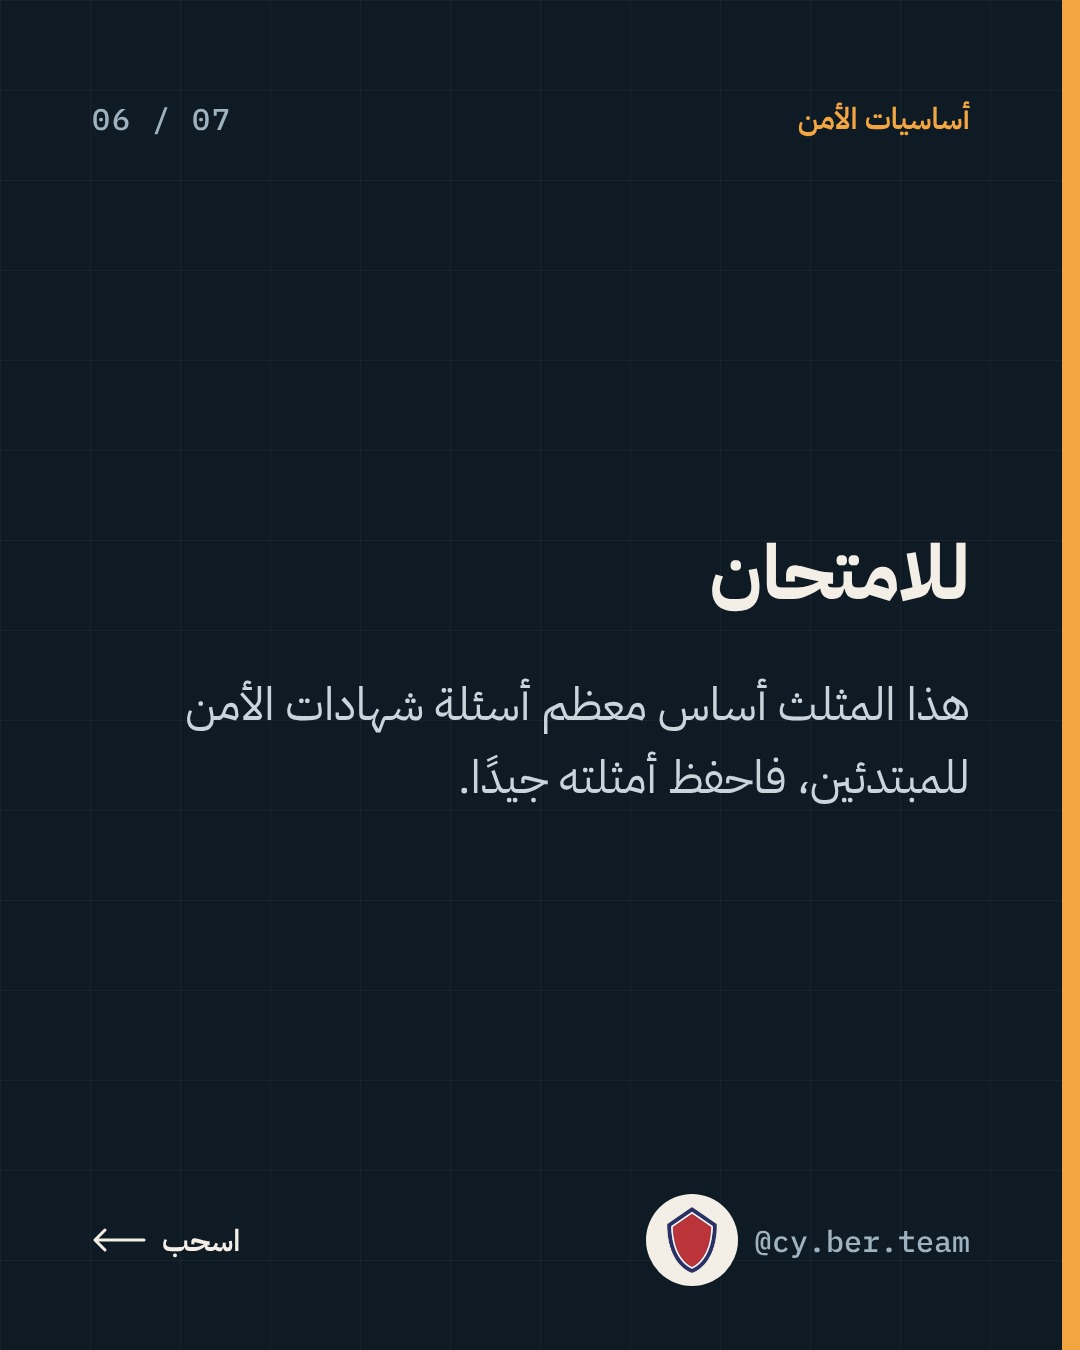 أساسيات الأمن
06 / 07
للامتحان
هذا المثلث أساس معظم أسئلة شهادات الأمن
للمبتدئين، فاحفظ أمثلته جيدًا.
@cy.ber.team
اسحب